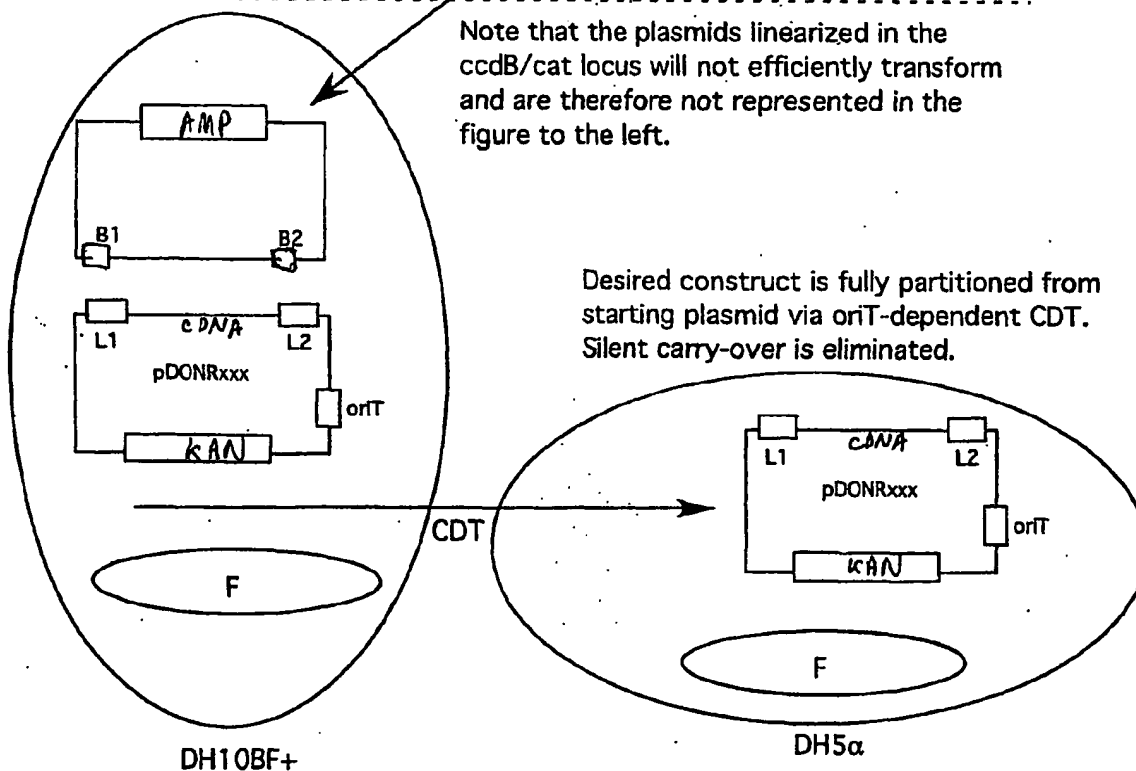 Note that the plasmids linearized in the
ccdB/cat locus will not efficiently transform
and are therefore not represented in the
figure to the left.
AMP
B1 B2
L1 cDNA L2
pDONRxxx
oriT
KAN
Desired construct is fully partitioned from
starting plasmid via oriT-dependent CDT.
Silent carry-over is eliminated.
L1 cDNA L2
pDONRxxx
oriT
KAN
CDT
F
F
DH10BF+
DH5α